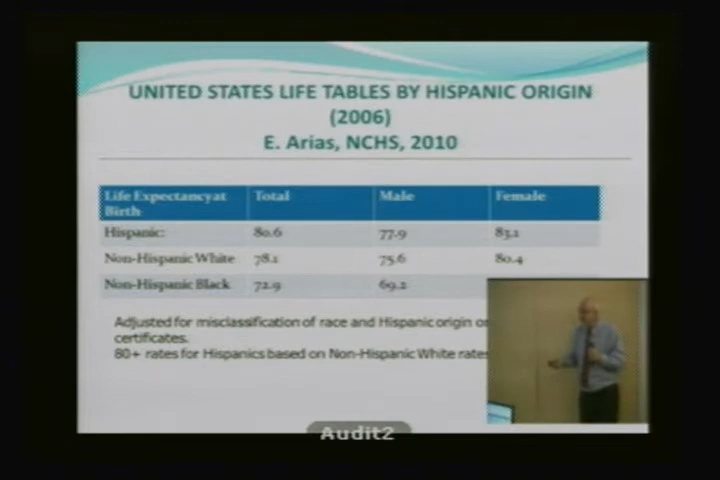 UNITED STATES LIFE TABLES BY HISPANIC ORIGIN
(2006)
E. Arias, NCHS, 2010
Life Expectancy at Birth Total Male Female
Hispanic: 80.6 77.9 83.1
Non-Hispanic White 78.1 75.6 80.4
Non-Hispanic Black 72.9 69.2
Adjusted for misclassification of race and Hispanic origin
certificates.
80+ rates for Hispanics based on Non-Hispanic White rates
Audit2